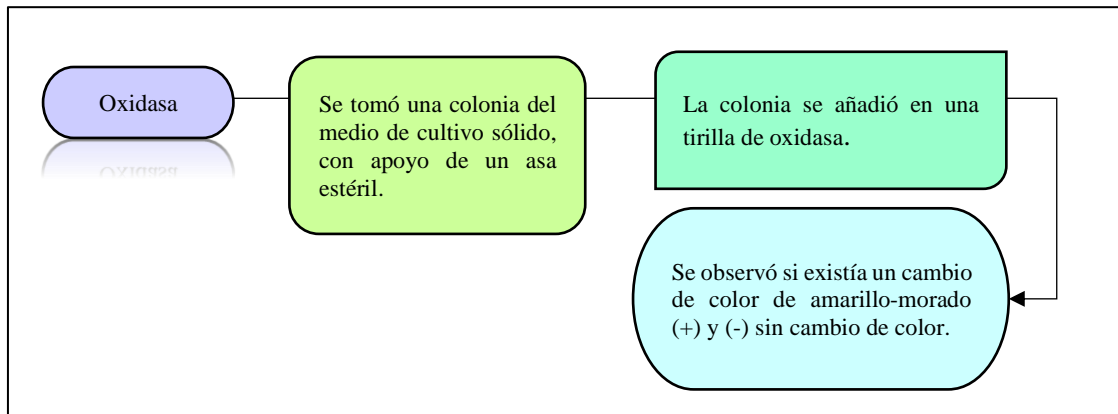 Oxidasa
Se tomó una colonia del
medio de cultivo sólido,
con apoyo de un asa
estéril.
La colonia se añadió en una
tirilla de oxidasa.
Se observó si existía un cambio
de color de amarillo-morado
(+) y (-) sin cambio de color.